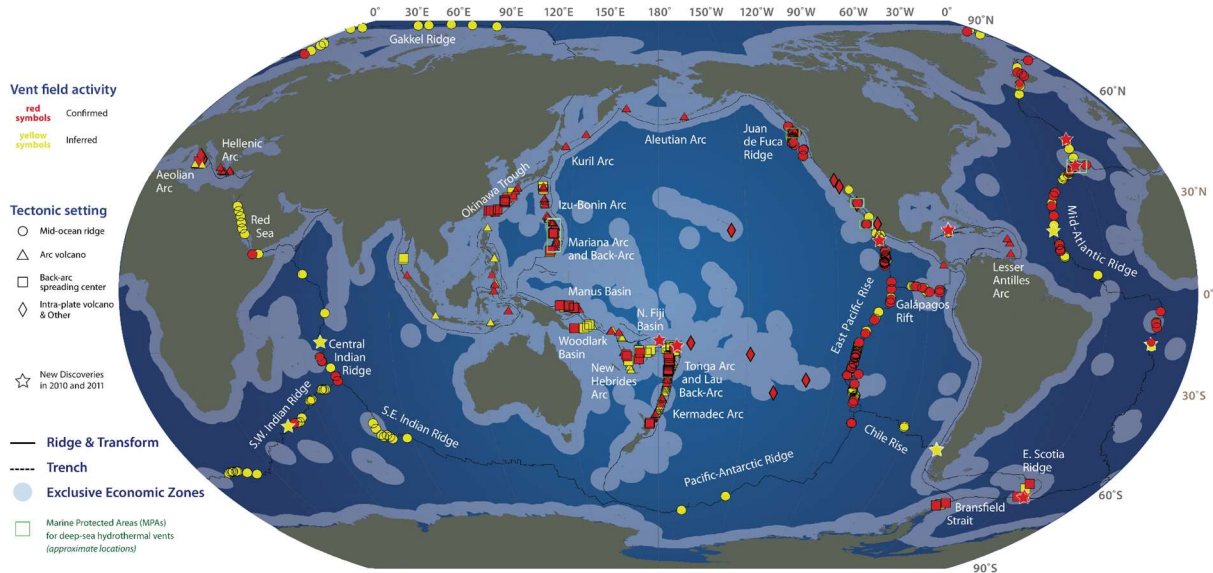 0° 30°E 60°E 90°E 120°E 150°E 180° 150°W 120°W 90°W 60°W 30°W 0°
90°N
60°N
30°N
0°
30°S
60°S
90°S
Vent field activity
red
symbols
Confirmed
yellow
symbols
Inferred
Tectonic setting
Mid-ocean ridge
Arc volcano
Back-arc
spreading center
Intra-plate volcano
& Other
New Discoveries
in 2010 and 2011
Ridge & Transform
Trench
Exclusive Economic Zones
Marine Protected Areas (MPAs)
for deep-sea hydrothermal vents
(approximate locations)
Gakkel Ridge
Aleutian Arc
Juan
de Fuca
Ridge
Hellenic
Arc
Aeolian
Arc
Kuril Arc
Okinawa Trough
Izu-Bonin Arc
Red
Sea
Mariana Arc
and Back-Arc
Mid-Atlantic Ridge
Lesser
Antilles
Arc
Manus Basin
N. Fiji
Basin
East Pacific Rise
Galápagos
Rift
Woodlark
Basin
Central
Indian
Ridge
New
Hebrides
Arc
Tonga Arc
and Lau
Back-Arc
Kermadec Arc
S.W. Indian Ridge
S.E. Indian Ridge
Chile Rise
Pacific-Antarctic Ridge
E. Scotia
Ridge
Bransfield
Strait